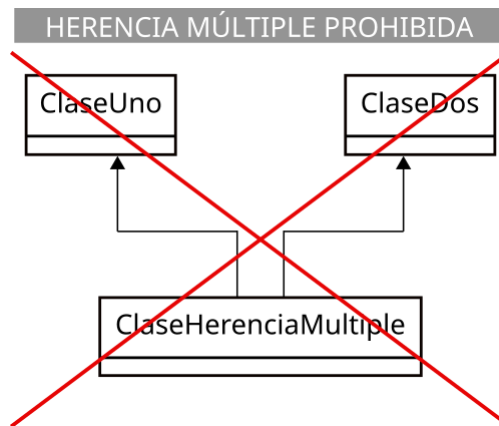 HERENCIA MÚLTIPLE PROHIBIDA
ClaseUno
ClaseDos
ClaseHerenciaMultiple